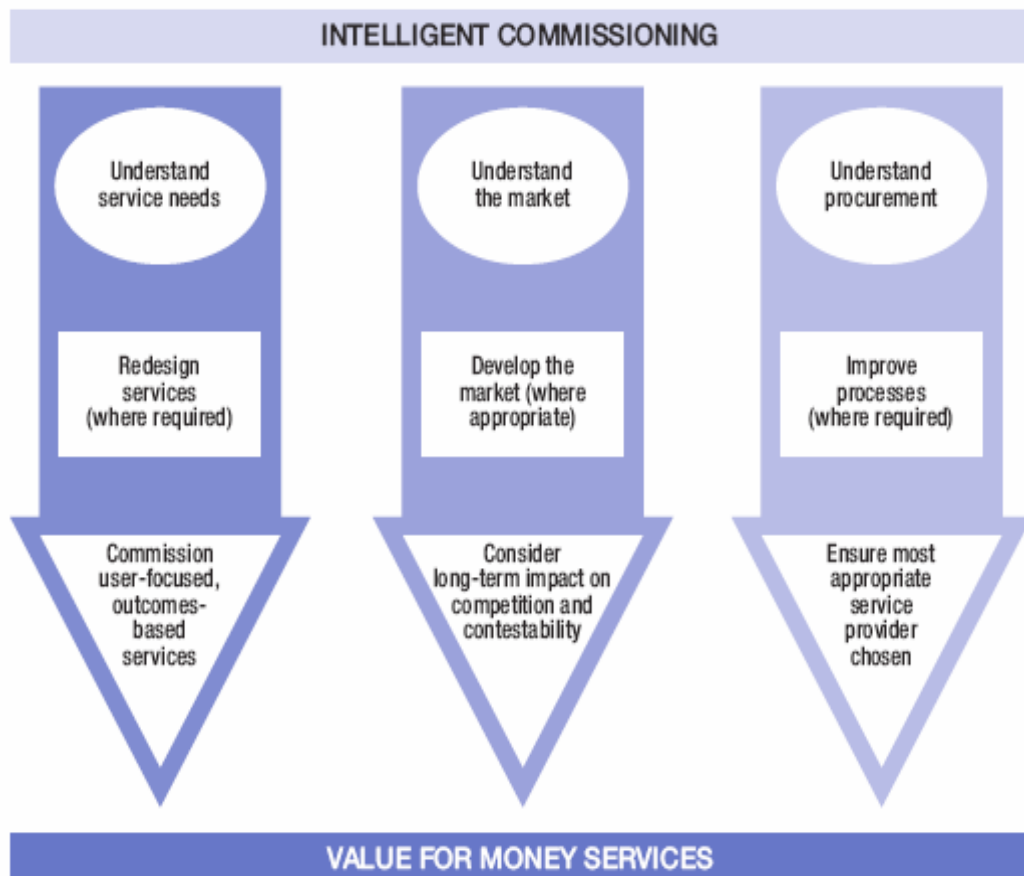 INTELLIGENT COMMISSIONING
Understand
service needs
Redesign
services
(where required)
Commission
user-focused,
outcomes-
based
services
Understand
the market
Develop the
market (where
appropriate)
Consider
long-term impact on
competition and
contestability
Understand
procurement
Improve
processes
(where required)
Ensure most
appropriate
service
provider
chosen
VALUE FOR MONEY SERVICES